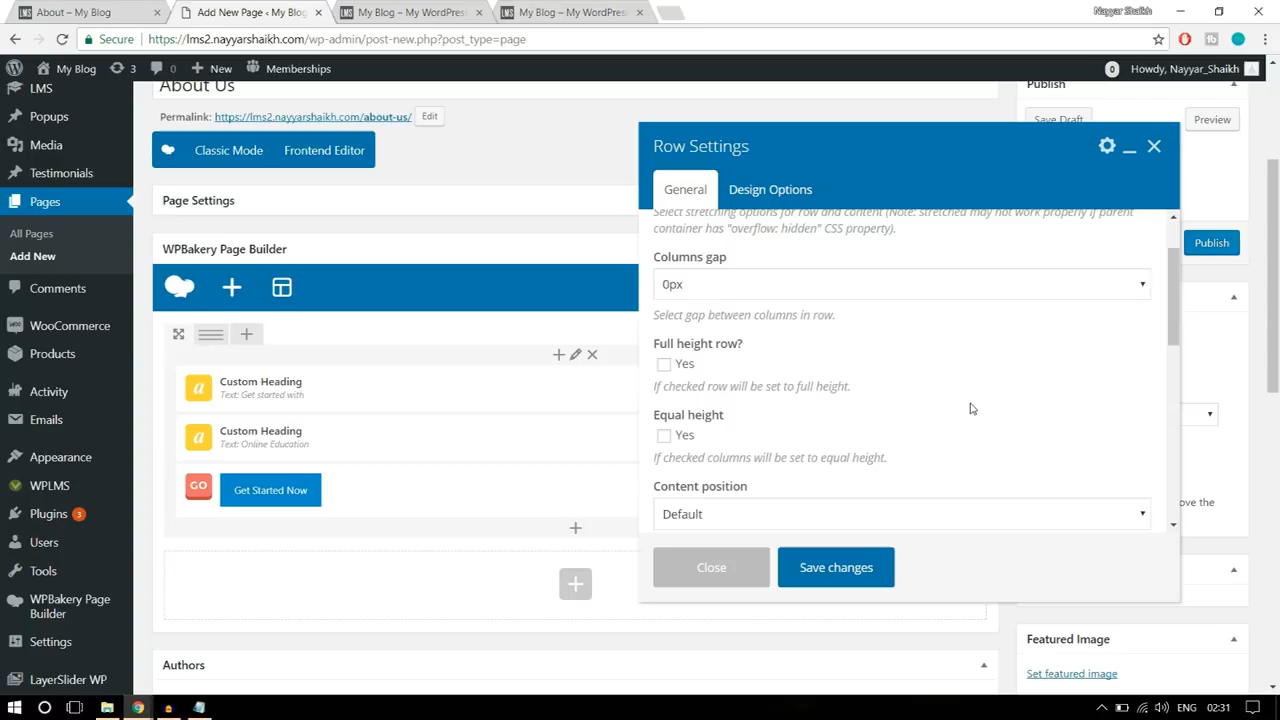 About – My Blog
Add New Page < My Blog
My Blog – My WordPres
My Blog – My WordPres
Nayyar Shaikh
Secure
https://lms2.nayyarshaikh.com/wp-admin/post-new.php?post_type=page
My Blog
3
0
New
Memberships
0
Howdy, Nayyar_Shaikh
LMS
Popups
Media
Testimonials
Pages
All Pages
Add New
Comments
WooCommerce
Products
Activity
Emails
Appearance
WPLMS
Plugins 3
Users
Tools
WPBakery Page
Builder
Settings
LayerSlider WP
About Us
Permalink: https://lms2.nayyarshaikh.com/about-us/ Edit
Classic Mode
Frontend Editor
Page Settings
WPBakery Page Builder
a
Custom Heading
Text: Get started with
a
Custom Heading
Text: Online Education
GO
Get Started Now
Authors
Row Settings
General
Design Options
Select stretching options for row and content (Note: stretched may not work properly if parent
container has "overflow: hidden" CSS property).
Columns gap
0px
Select gap between columns in row.
Full height row?
Yes
If checked row will be set to full height.
Equal height
Yes
If checked columns will be set to equal height.
Content position
Default
Close
Save changes
Publish
Save Draft
Preview
Publish
ove the
Featured Image
Set featured image
ENG
02:31